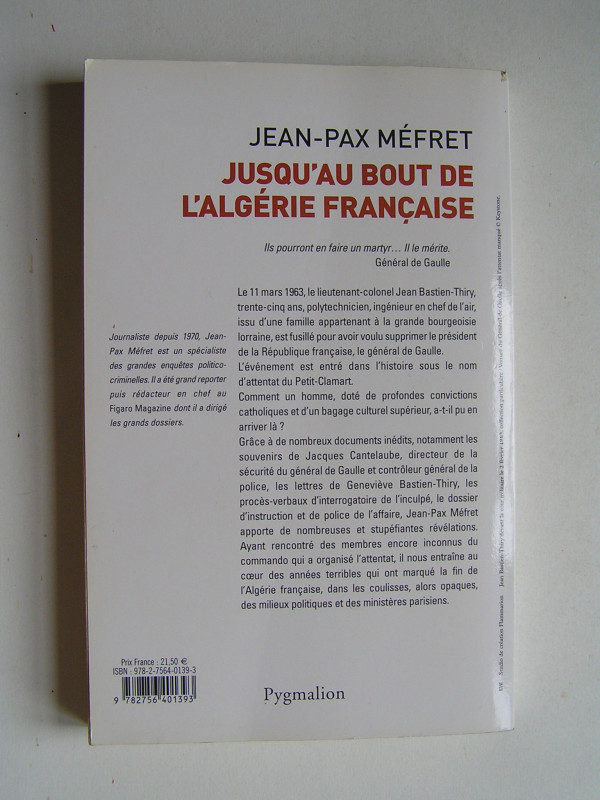 JEAN-PAX MÉFRET
JUSQU'AU BOUT DE
L'ALGÉRIE FRANÇAISE
Ils pourront en faire un martyr… Il le mérite.
Général de Gaulle
Le 11 mars 1963, le lieutenant-colonel Jean Bastien-Thiry,
trente-cinq ans, polytechnicien, ingénieur en chef de l'air,
issu d'une famille appartenant à la grande bourgeoisie
lorraine, est fusillé pour avoir voulu supprimer le président
de la République française, le général de Gaulle.
L'événement est entré dans l'histoire sous le nom
d'attentat du Petit-Clamart.
Comment un homme, doté de profondes convictions
catholiques et d'un bagage culturel supérieur, a-t-il pu en
arriver là ?
Grâce à de nombreux documents inédits, notamment les
souvenirs de Jacques Cantelaube, directeur de la
sécurité du général de Gaulle et contrôleur général de la
police, les lettres de Geneviève Bastien-Thiry, les
procès-verbaux d'interrogatoire de l'inculpé, le dossier
d'instruction et de police de l'affaire, Jean-Pax Méfret
apporte de nombreuses et stupéfiantes révélations.
Ayant rencontré des membres encore inconnus du
commando qui a organisé l'attentat, il nous entraîne au
cœur des années terribles qui ont marqué la fin de
l'Algérie française, dans les coulisses, alors opaques,
des milieux politiques et des ministères parisiens.
Journaliste depuis 1970, Jean-
Pax Méfret est un spécialiste
des grandes enquêtes politico-
criminelles. Il a été grand reporter
puis rédacteur en chef au
Figaro Magazine dont il a dirigé
les grands dossiers.
Prix France : 21,50 €
ISBN : 978-2-7564-0139-3
9 782756 401393
Pygmalion
Studio de création Flammarion